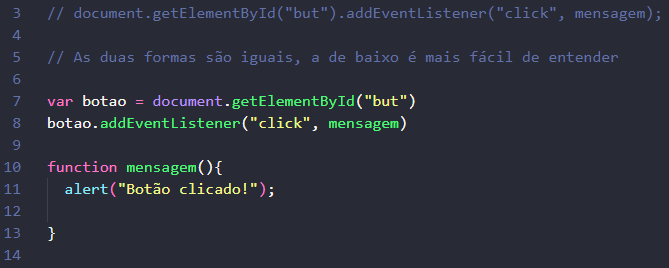 3 // document.getElementById("but").addEventListener("click", mensagem);
4
5 // As duas formas são iguais, a de baixo é mais fácil de entender
6
7 var botao = document.getElementById("but")
8 botao.addEventListener("click", mensagem)
9
10 function mensagem(){
11 alert("Botão clicado!");
12
13 }
14